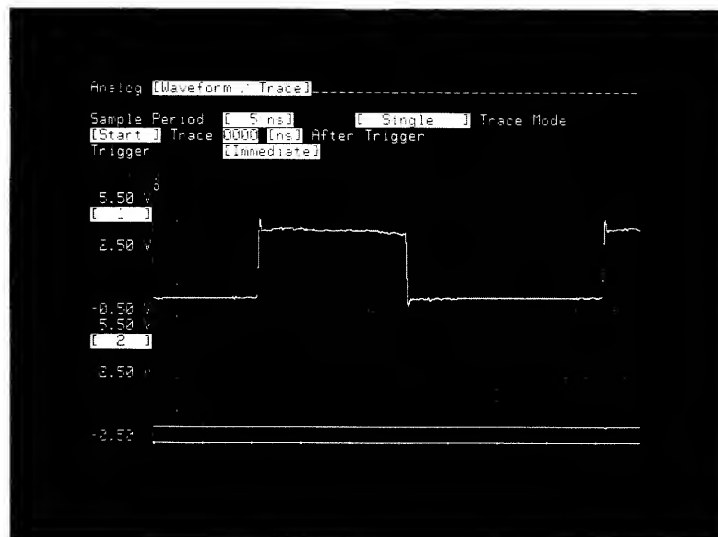 Analog [Waveform / Trace]
Sample Period [ 5 ns] [ Single ] Trace Mode
[Start ] Trace 0000 [ns] After Trigger
Trigger [Immediate]
0
5.50 V
[ 1 ]
2.50 V
-0.50 V
5.50 V
[ 2 ]
2.50 V
-0.50